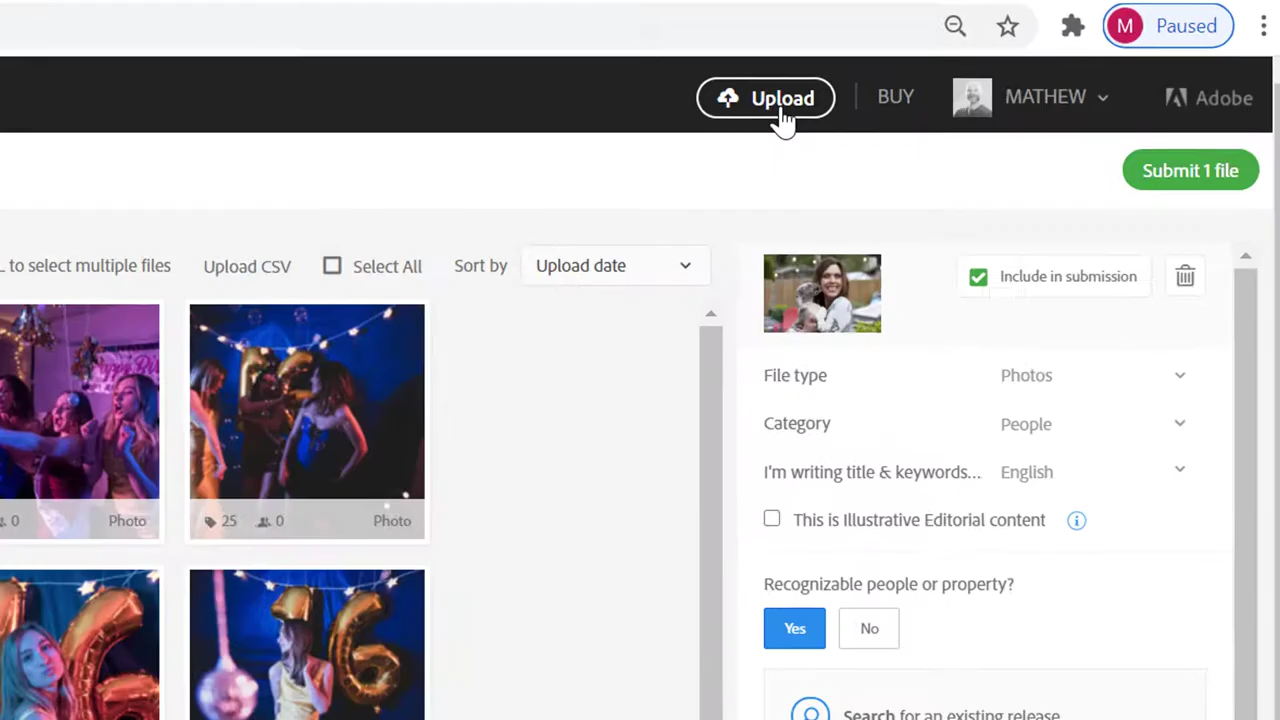 M Paused
Upload BUY MATHEW Adobe
Submit 1 file
L to select multiple files Upload CSV Select All Sort by Upload date
Include in submission
File type Photos
Category People
I'm writing title & keywords... English
This is Illustrative Editorial content
0 Photo 25 0 Photo
Recognizable people or property?
Yes No
Search for an existing release